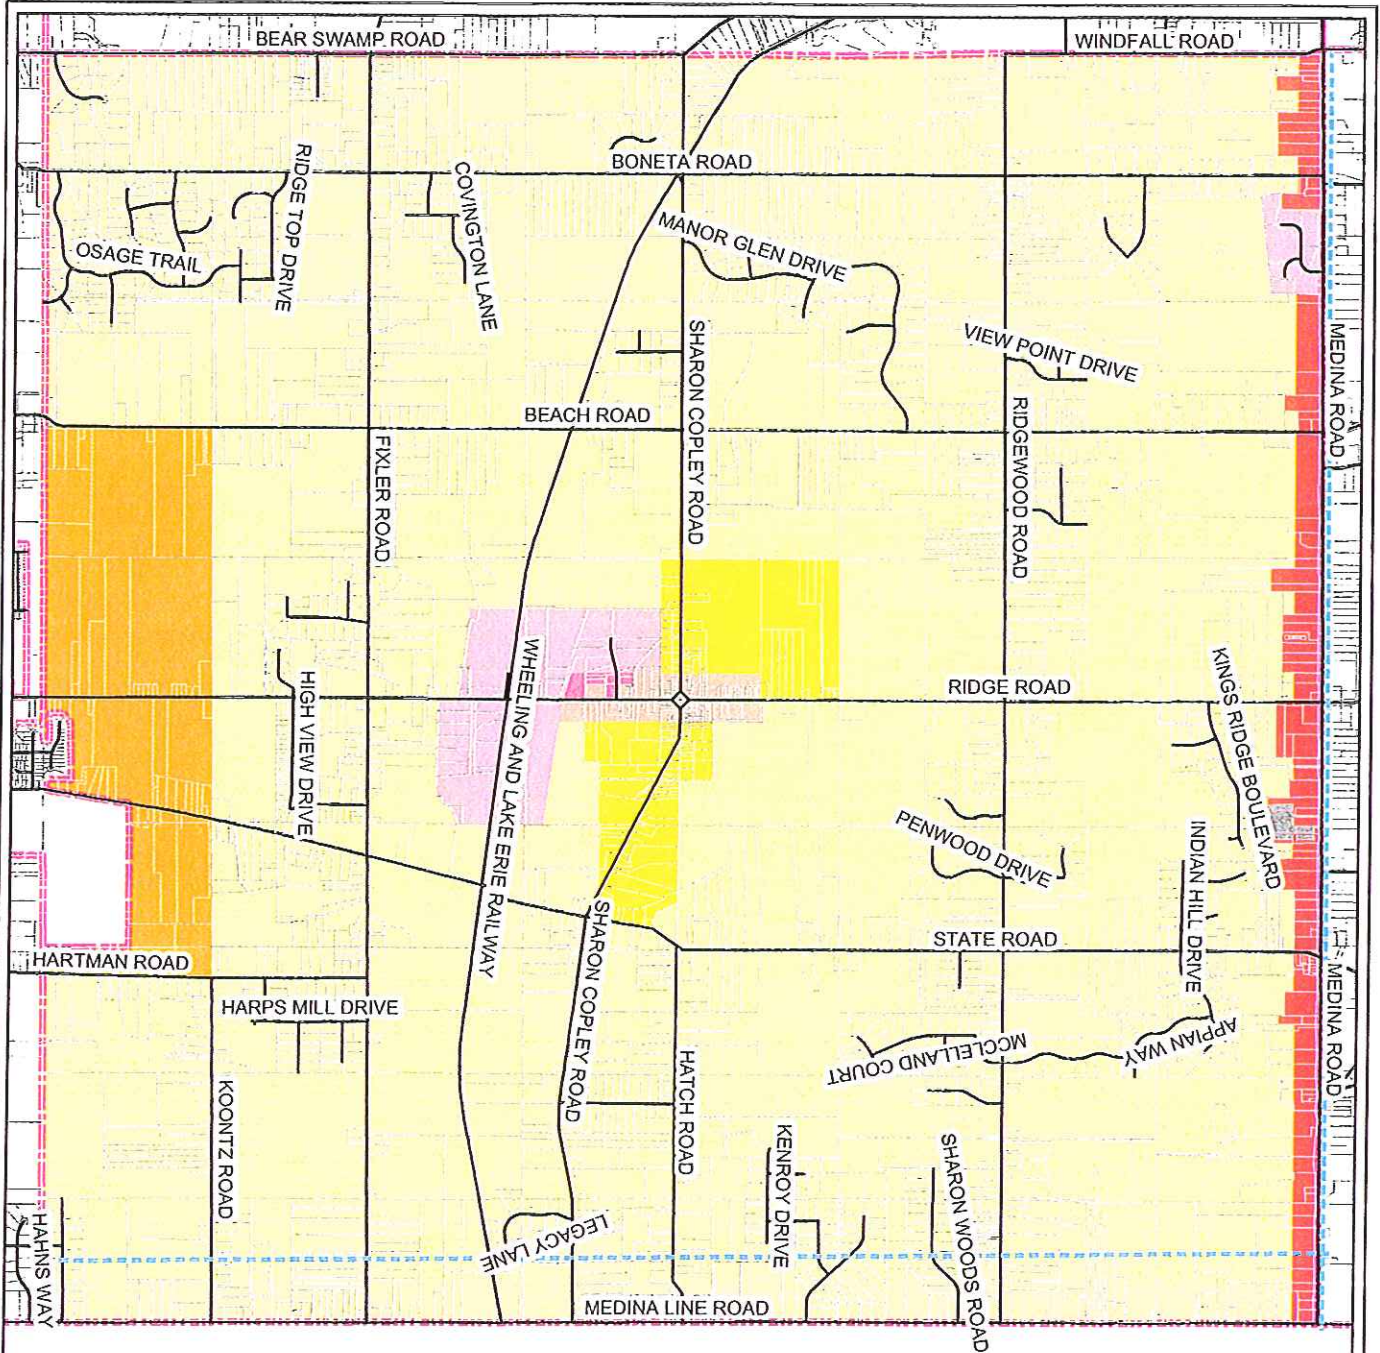 BEAR SWAMP ROAD
WINDFALL ROAD
BONETA ROAD
RIDGE TOP DRIVE
COVINGTON LANE
OSAGE TRAIL
MANOR GLEN DRIVE
SHARON COPLEY ROAD
VIEW POINT DRIVE
MEDINA ROAD
BEACH ROAD
FIXLER ROAD
RIDGEWOOD ROAD
WHEELING AND LAKE ERIE RAILWAY
RIDGE ROAD
HIGH VIEW DRIVE
KINGS RIDGE BOULEVARD
PENWOOD DRIVE
INDIAN HILL DRIVE
SHARON COPLEY ROAD
STATE ROAD
HARTMAN ROAD
MEDINA ROAD
HARPS MILL DRIVE
MCCLELLAND COURT
APPIAN WAY
HATCH ROAD
KOONTZ ROAD
KENROY DRIVE
SHARON WOODS ROAD
LEGACY LANE
HAHNS WAY
MEDINA LINE ROAD